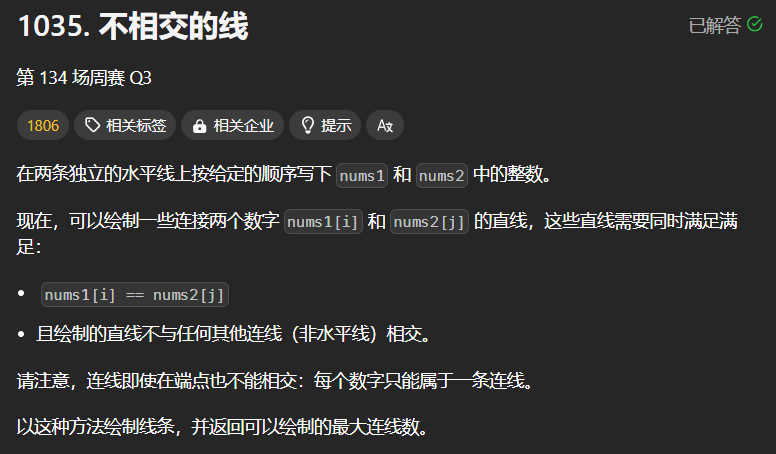 1035. 不相交的线
已解答
第 134 场周赛 Q3
1806 相关标签 相关企业 提示
在两条独立的水平线上按给定的顺序写下 nums1 和 nums2 中的整数。
现在，可以绘制一些连接两个数字 nums1[i] 和 nums2[j] 的直线，这些直线需要同时满足满
足：
• nums1[i] == nums2[j]
• 且绘制的直线不与任何其他连线（非水平线）相交。
请注意，连线即使在端点也不能相交：每个数字只能属于一条连线。
以这种方法绘制线条，并返回可以绘制的最大连线数。